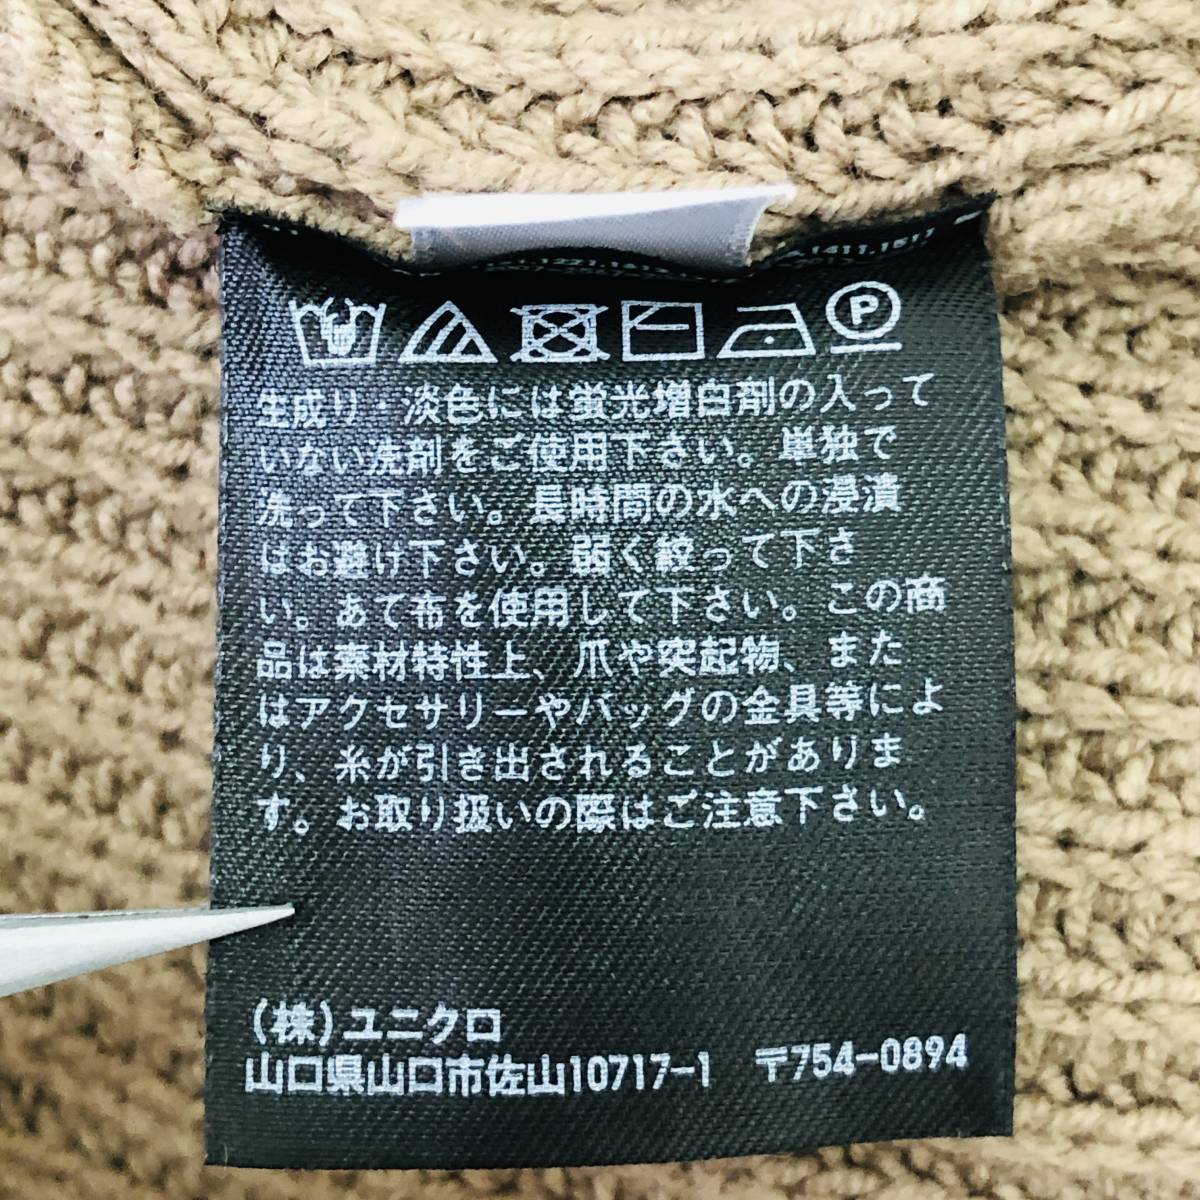 P
生成り・淡色には蛍光増白剤の入って
いない洗剤をご使用下さい。単独で
洗って下さい。長時間の水への浸漬
はお避け下さい。弱く絞って下さ
い。あて布を使用して下さい。この商
品は素材特性上、爪や突起物、また
はアクセサリーやバッグの金具等によ
り、糸が引き出されることがありま
す。お取り扱いの際はご注意下さい。
(株)ユニクロ
山口県山口市佐山10717-1 〒754-0894